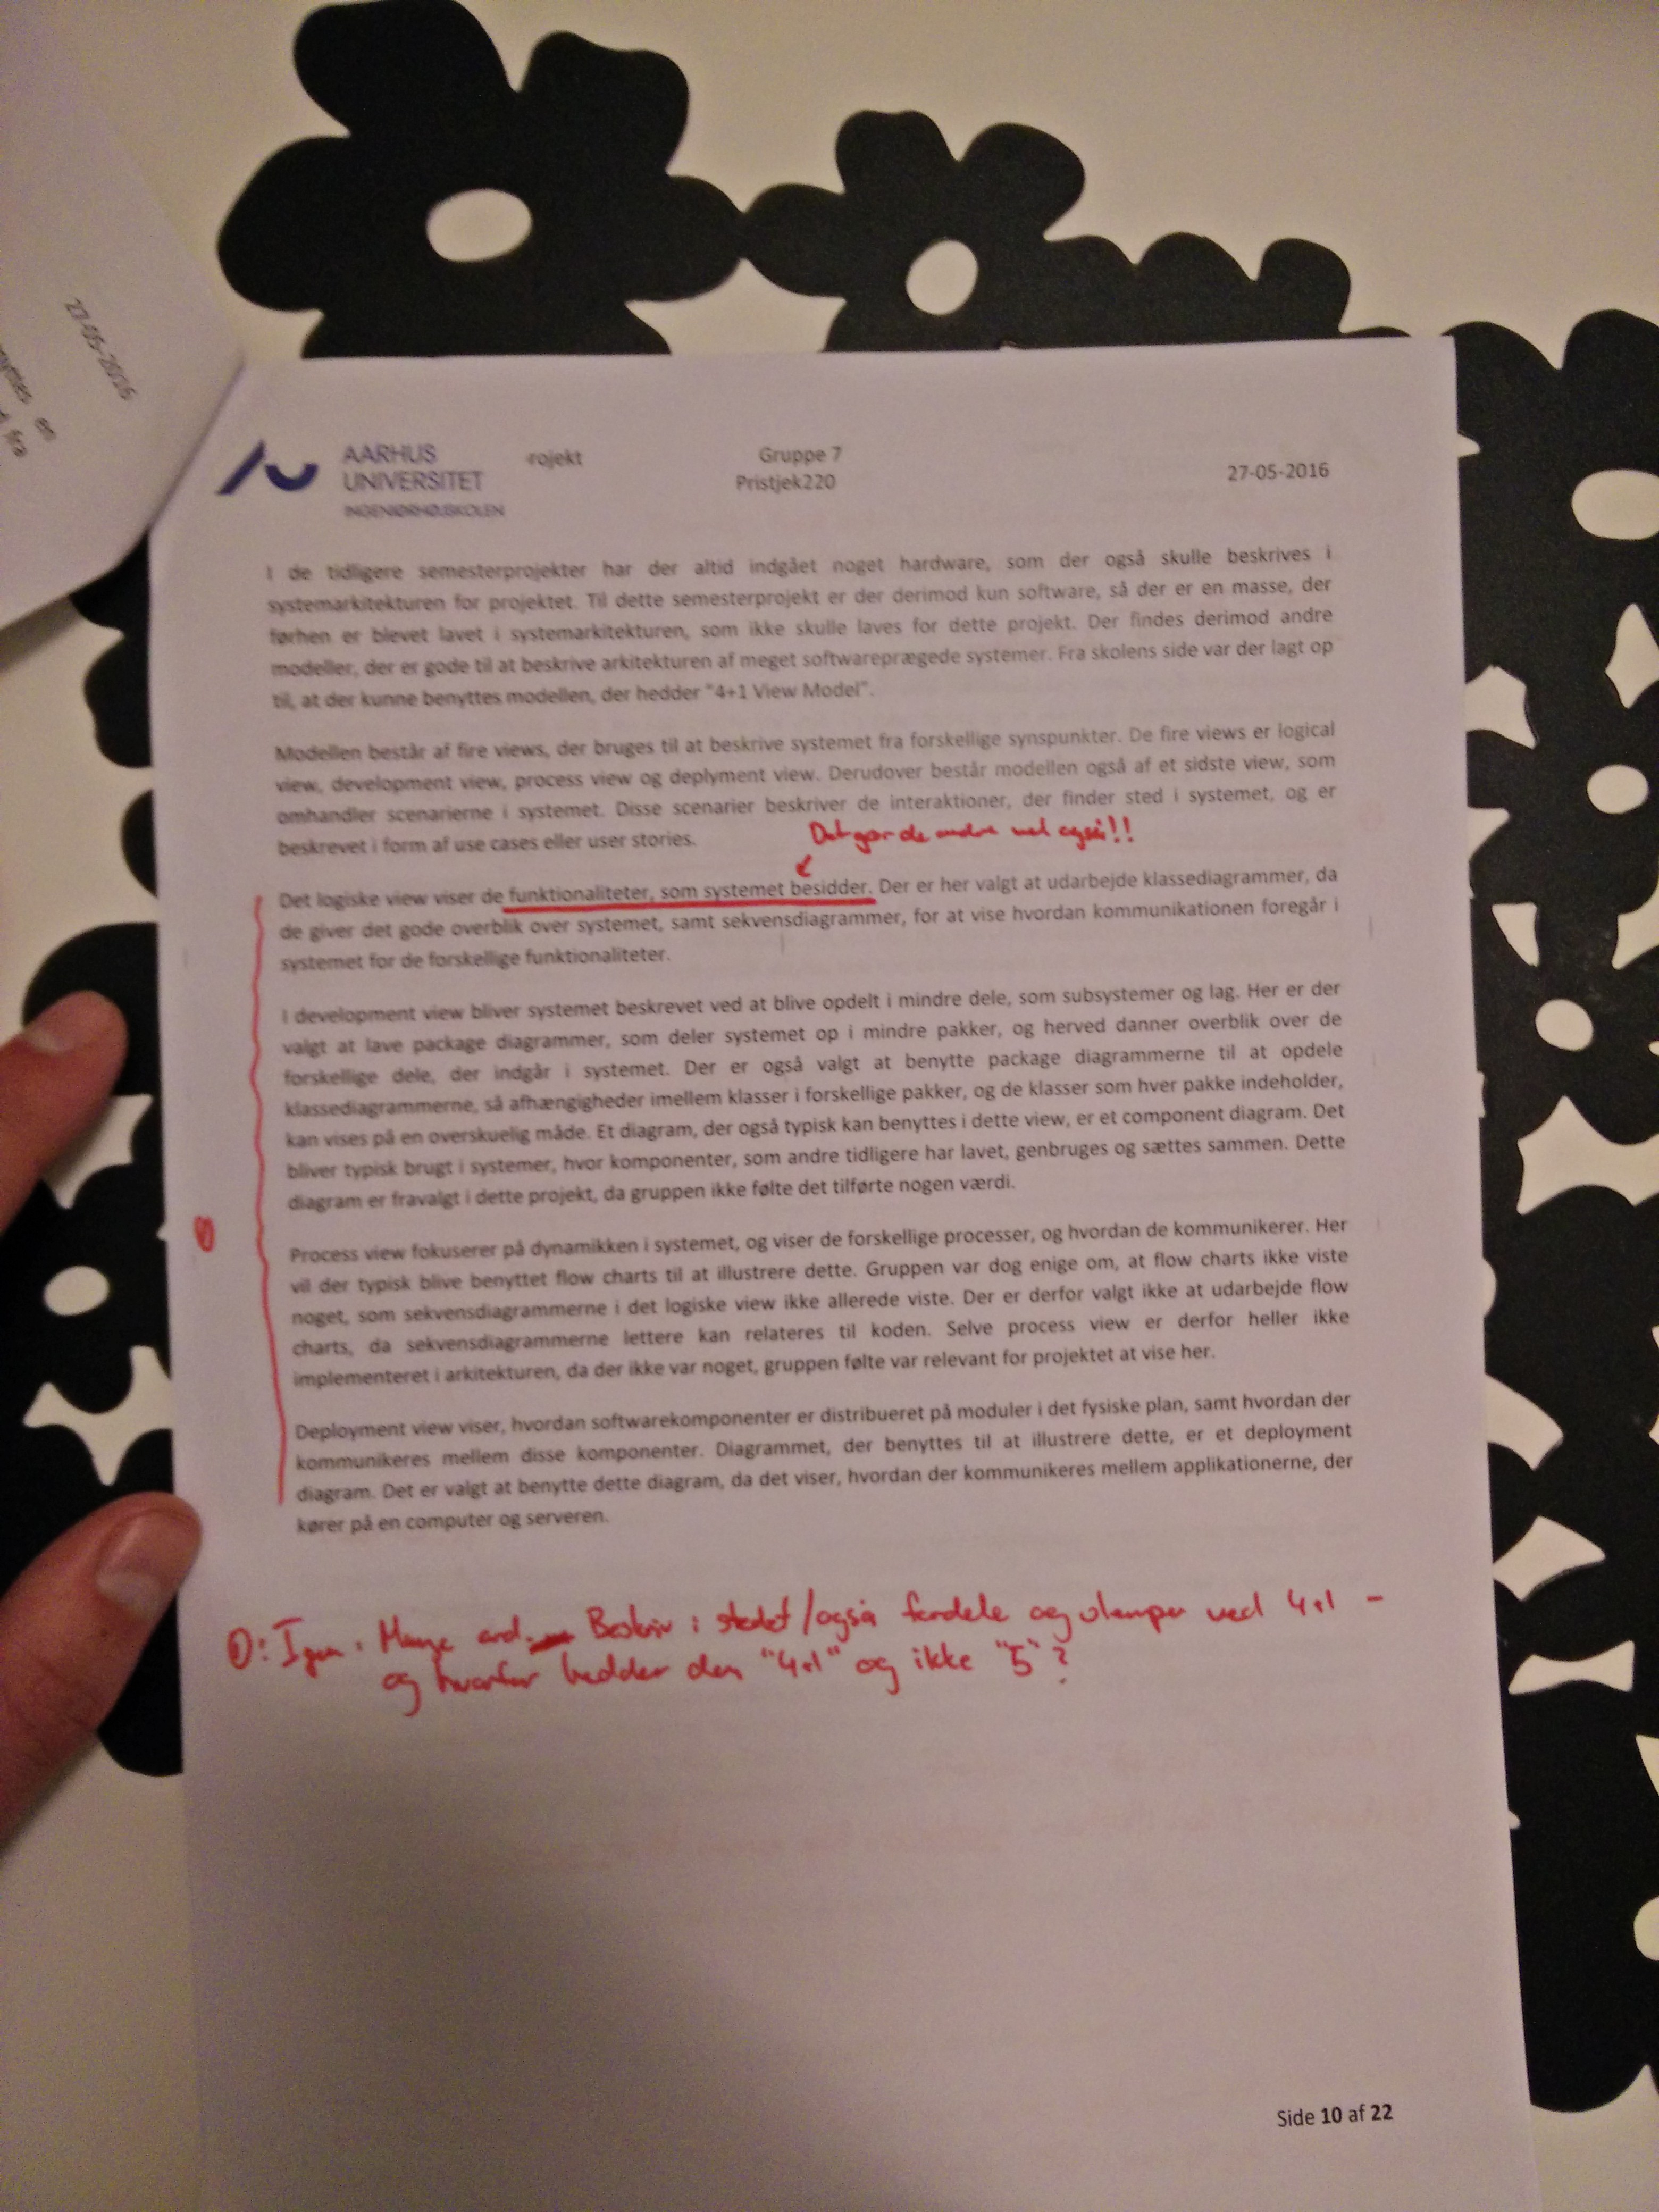 27-05-2016
AARHUS
UNIVERSITET
INGENIØRHØJSKOLEN
rojekt
Gruppe 7
Pristjek220
27-05-2016
I de tidligere semesterprojekter har der altid indgået noget hardware, som der også skulle beskrives i
systemarkitekturen for projektet. Til dette semesterprojekt er der derimod kun software, så der er en masse, der
førhen er blevet lavet i systemarkitekturen, som ikke skulle laves for dette projekt. Der findes derimod andre
modeller, der er gode til at beskrive arkitekturen af meget softwareprægede systemer. Fra skolens side var der lagt op
til, at der kunne benyttes modellen, der hedder "4+1 View Model".
Modellen består af fire views, der bruges til at beskrive systemet fra forskellige synspunkter. De fire views er logical
view, development view, process view og deplyment view. Derudover består modellen også af et sidste view, som
omhandler scenarierne i systemet. Disse scenarier beskriver de interaktioner, der finder sted i systemet, og er
beskrevet i form af use cases eller user stories.
Det gør de andre ved også!!
Det logiske view viser de funktionaliteter, som systemet besidder. Der er her valgt at udarbejde klassediagrammer, da
de giver det gode overblik over systemet, samt sekvensdiagrammer, for at vise hvordan kommunikationen foregår i
systemet for de forskellige funktionaliteter.
I development view bliver systemet beskrevet ved at blive opdelt i mindre dele, som subsystemer og lag. Her er der
valgt at lave package diagrammer, som deler systemet op i mindre pakker, og herved danner overblik over de
forskellige dele, der indgår i systemet. Der er også valgt at benytte package diagrammerne til at opdele
klassediagrammerne, så afhængigheder imellem klasser i forskellige pakker, og de klasser som hver pakke indeholder,
kan vises på en overskuelig måde. Et diagram, der også typisk kan benyttes i dette view, er et component diagram. Det
bliver typisk brugt i systemer, hvor komponenter, som andre tidligere har lavet, genbruges og sættes sammen. Dette
diagram er fravalgt i dette projekt, da gruppen ikke følte det tilførte nogen værdi.
Process view fokuserer på dynamikken i systemet, og viser de forskellige processer, og hvordan de kommunikerer. Her
vil der typisk blive benyttet flow charts til at illustrere dette. Gruppen var dog enige om, at flow charts ikke viste
noget, som sekvensdiagrammerne i det logiske view ikke allerede viste. Der er derfor valgt ikke at udarbejde flow
charts, da sekvensdiagrammerne lettere kan relateres til koden. Selve process view er derfor heller ikke
implementeret i arkitekturen, da der ikke var noget, gruppen følte var relevant for projektet at vise her.
Deployment view viser, hvordan softwarekomponenter er distribueret på moduler i det fysiske plan, samt hvordan der
kommunikeres mellem disse komponenter. Diagrammet, der benyttes til at illustrere dette, er et deployment
diagram. Det er valgt at benytte dette diagram, da det viser, hvordan der kommunikeres mellem applikationerne, der
kører på en computer og serveren.
Igen: Mange ord. Beskriv i stedet/også fordele og ulemper ved 4+1 -
og hvorfor hedder den "4+1" og ikke "5"?
Side 10 af 22